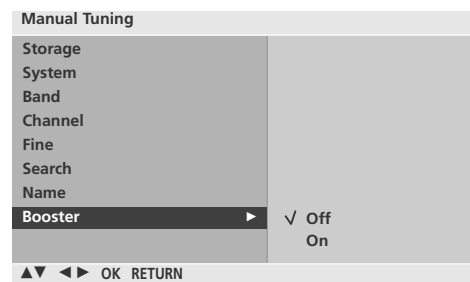 Manual Tuning
Storage
System
Band
Channel
Fine
Search
Name
Booster ▶ √ Off
On
▲▼ ◀▶ OK RETURN